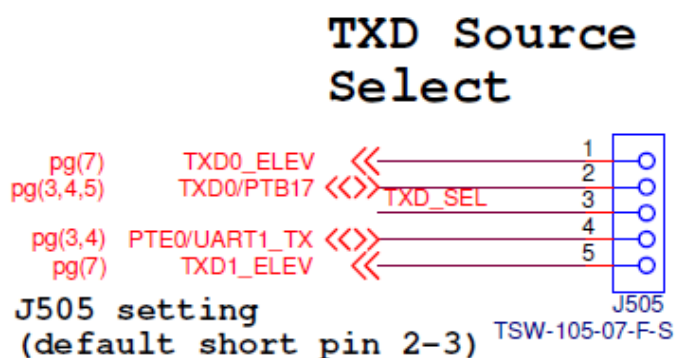 TXD Source
Select
pg(7) TXD0_ELEV 1
pg(3,4,5) TXD0/PTB17 2
TXD_SEL 3
pg(3,4) PTE0/UART1_TX 4
pg(7) TXD1_ELEV 5
J505
TSW-105-07-F-S
J505 setting
(default short pin 2-3)